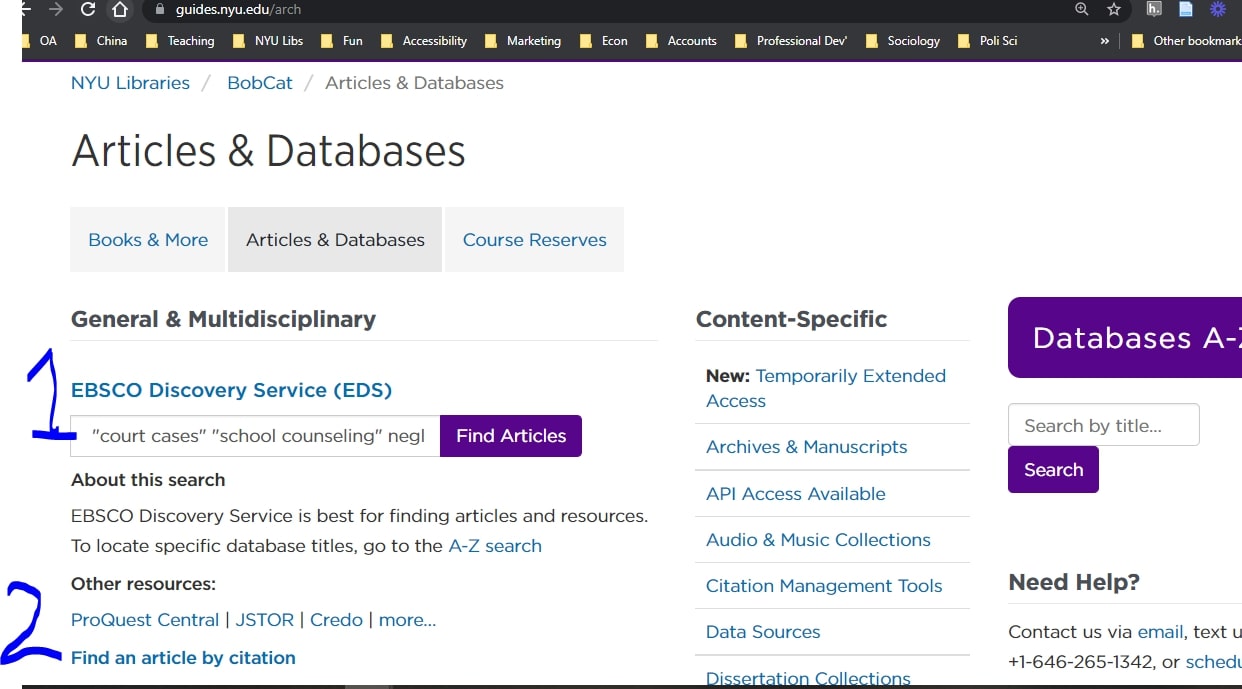 guides.nyu.edu/arch
OA China Teaching NYU Libs Fun Accessibility Marketing Econ Accounts Professional Dev' Sociology Poli Sci » Other bookmark
NYU Libraries / BobCat / Articles & Databases
Articles & Databases
Books & More Articles & Databases Course Reserves
General & Multidisciplinary
1
EBSCO Discovery Service (EDS)
"court cases" "school counseling" negl Find Articles
About this search
EBSCO Discovery Service is best for finding articles and resources.
To locate specific database titles, go to the A-Z search
Other resources:
2
ProQuest Central | JSTOR | Credo | more...
Find an article by citation
Content-Specific
New: Temporarily Extended
Access
Archives & Manuscripts
API Access Available
Audio & Music Collections
Citation Management Tools
Data Sources
Dissertation Collections
Databases A-Z
Search by title...
Search
Need Help?
Contact us via email, text u
+1-646-265-1342, or schedu